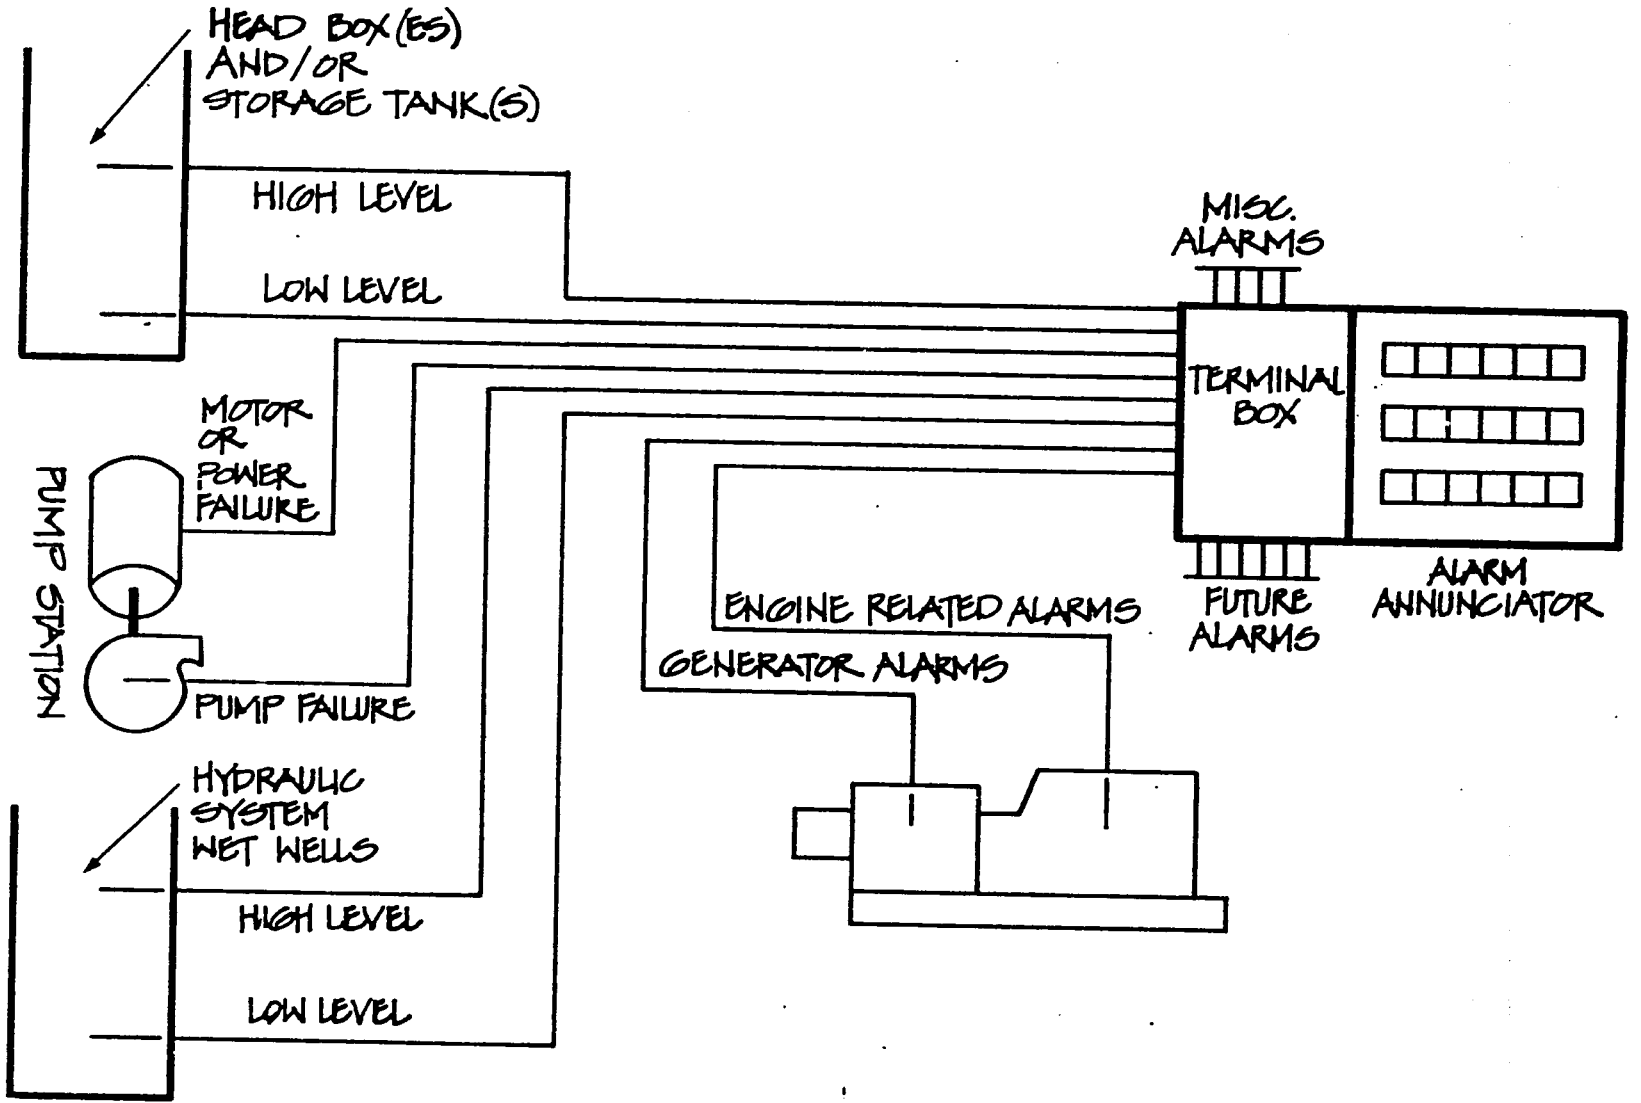 HEAD BOX(ES)
AND/OR
STORAGE TANK(S)
HIGH LEVEL
LOW LEVEL
MISC.
ALARMS
TERMINAL
BOX
MOTOR
OR
POWER
FAILURE
PUMP STATION
PUMP FAILURE
ALARM
ANNUNCIATOR
FUTURE
ALARMS
ENGINE RELATED ALARMS
GENERATOR ALARMS
HYDRAULIC
SYSTEM
WET WELLS
HIGH LEVEL
LOW LEVEL